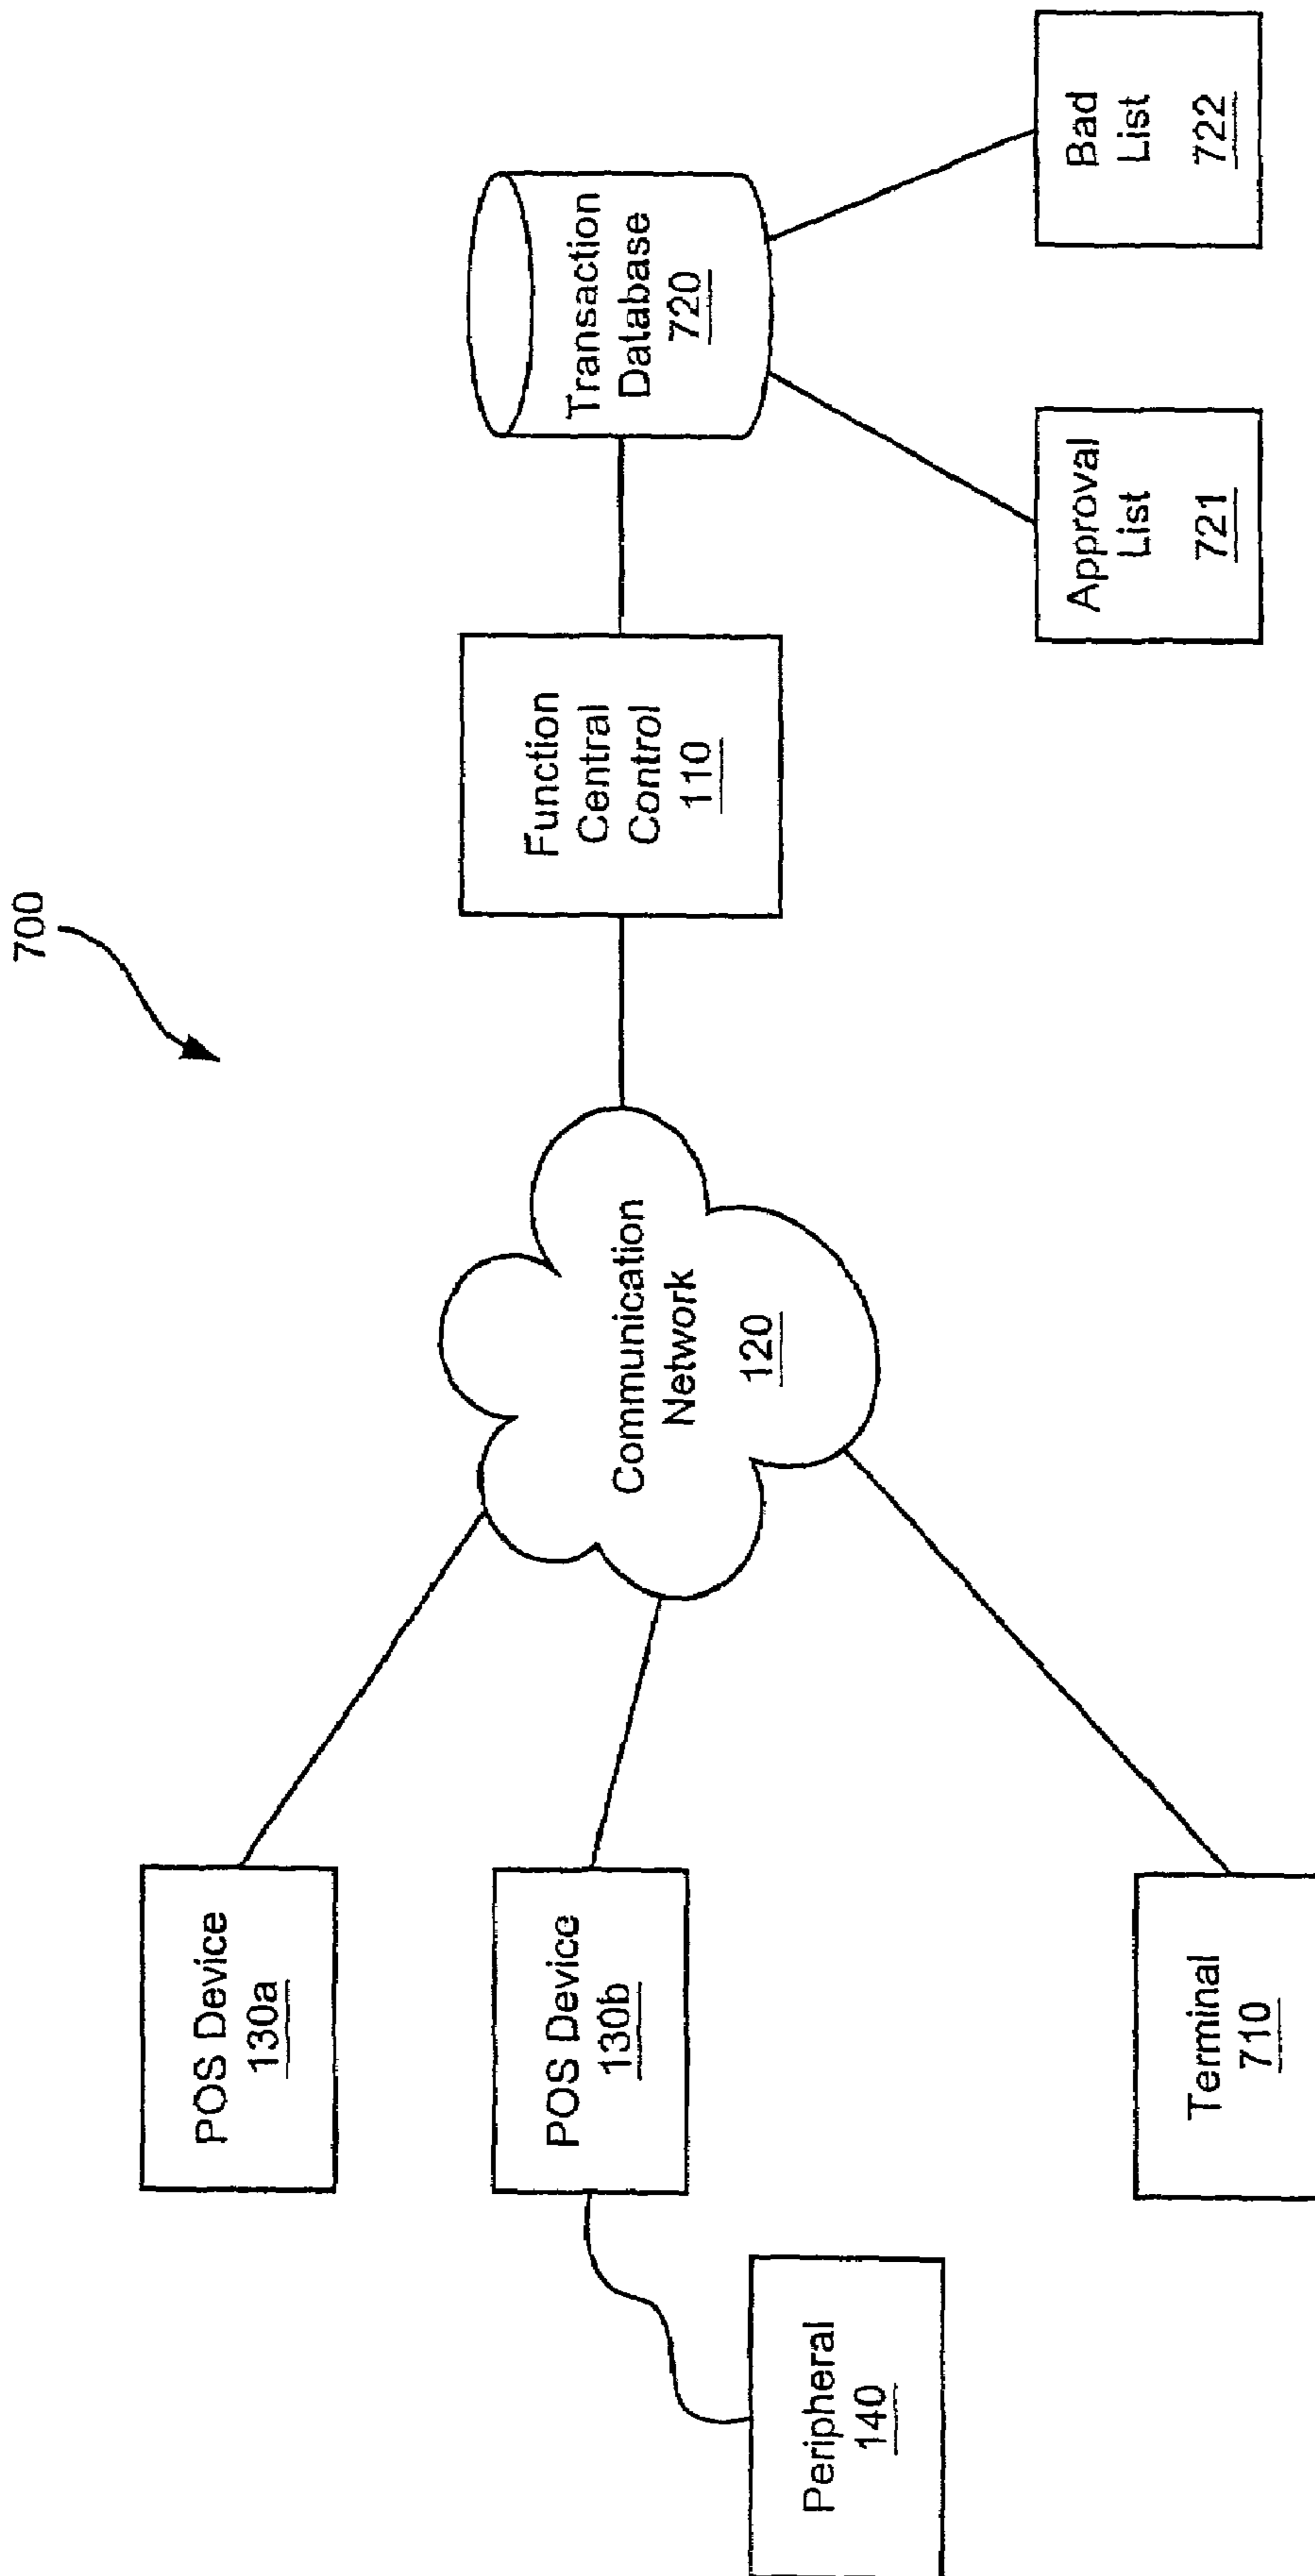 700
POS Device
130a
POS Device
130b
Peripheral
140
Terminal
710
Communication
Network
120
Function
Central
Control
110
Transaction
Database
720
Approval
List
721
Bad
List
722